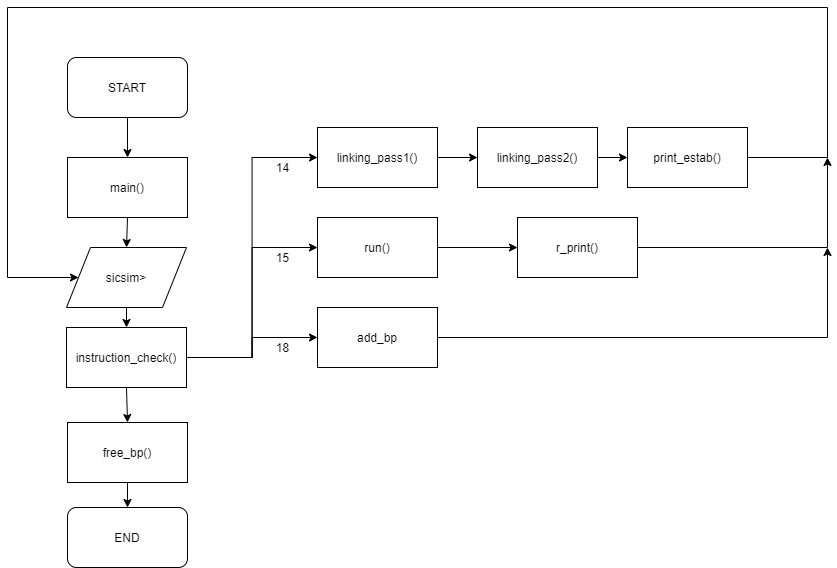 START
main()
sicsim>
instruction_check()
free_bp()
END
14
linking_pass1()
linking_pass2()
print_estab()
15
run()
r_print()
18
add_bp